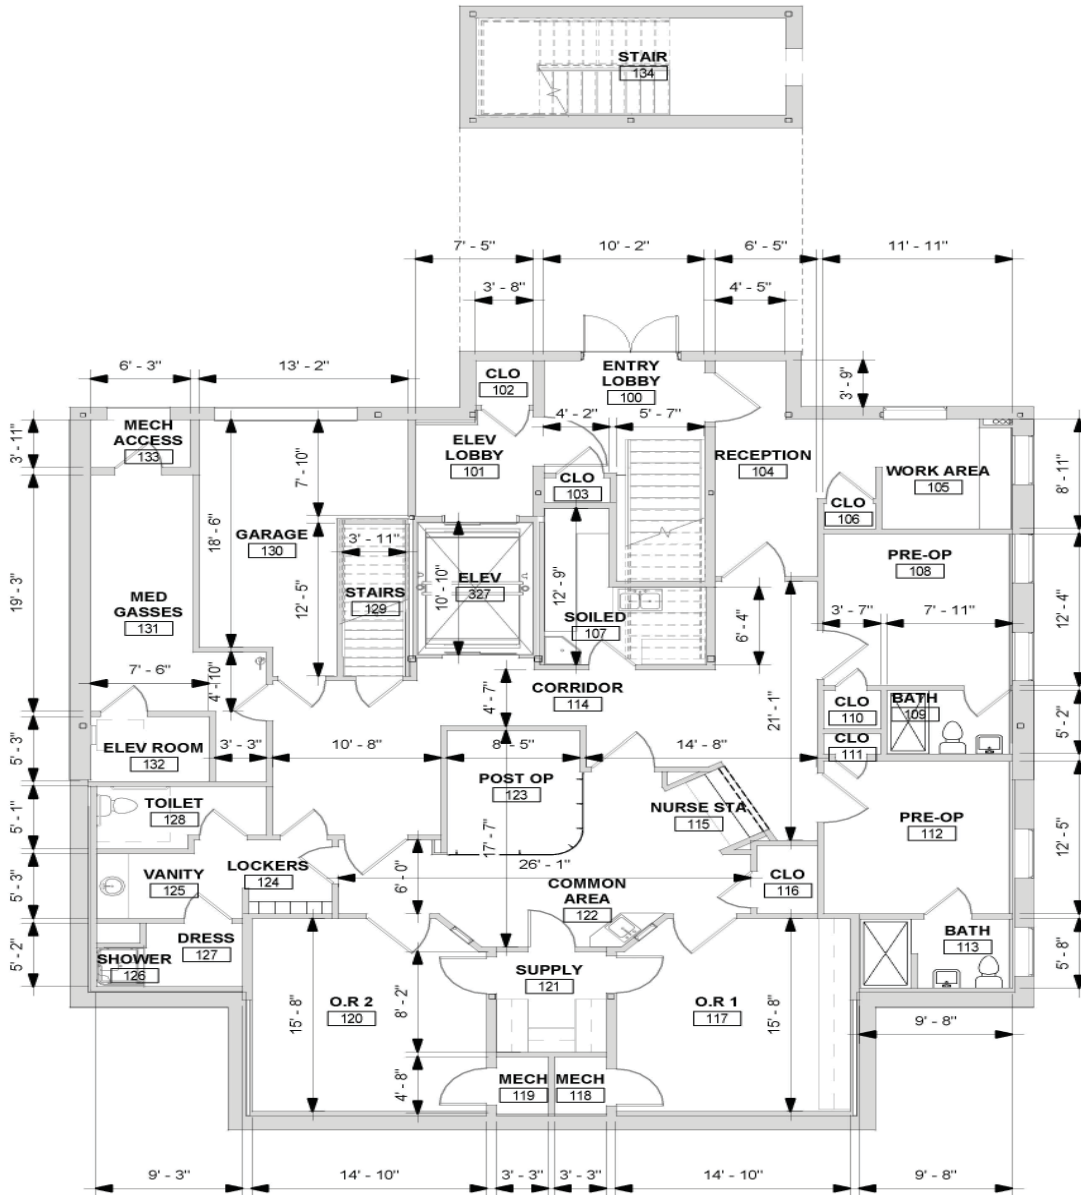 STAIR
134
7' - 5"
10' - 2"
6' - 5"
11' - 11"
3' - 8"
4' - 5"
6' - 3"
13' - 2"
CLO
102
ENTRY
LOBBY
100
3' - 9"
4' - 2"
5' - 7"
MECH
ACCESS
133
3' - 11"
7' - 10"
ELEV
LOBBY
101
RECEPTION
104
WORK AREA
105
8' - 11"
CLO
103
CLO
106
18' - 6"
GARAGE
130
3' - 11"
10' - 10"
ELEV
327
12' - 9"
PRE-OP
108
19' - 3"
MED
GASSES
131
12' - 5"
STAIRS
129
SOILED
107
6' - 4"
3' - 7"
7' - 11"
12' - 4"
7' - 6"
4' - 10"
4' - 7"
CORRIDOR
114
21' - 1"
CLO
110
BATH
109
5' - 2"
5' - 3"
ELEV ROOM
132
3' - 3"
10' - 8"
8' - 5"
14' - 8"
CLO
111
POST OP
123
NURSE STA.
115
PRE-OP
112
12' - 5"
5' - 1"
TOILET
128
17' - 7"
26' - 1"
5' - 3"
VANITY
125
LOCKERS
124
6' - 0"
COMMON
AREA
122
CLO
116
5' - 2"
DRESS
127
SHOWER
126
BATH
113
5' - 8"
SUPPLY
121
8' - 2"
O.R 2
120
15' - 8"
O.R 1
117
15' - 8"
9' - 8"
4' - 8"
MECH
119
MECH
118
9' - 3"
14' - 10"
3' - 3"
3' - 3"
14' - 10"
9' - 8"